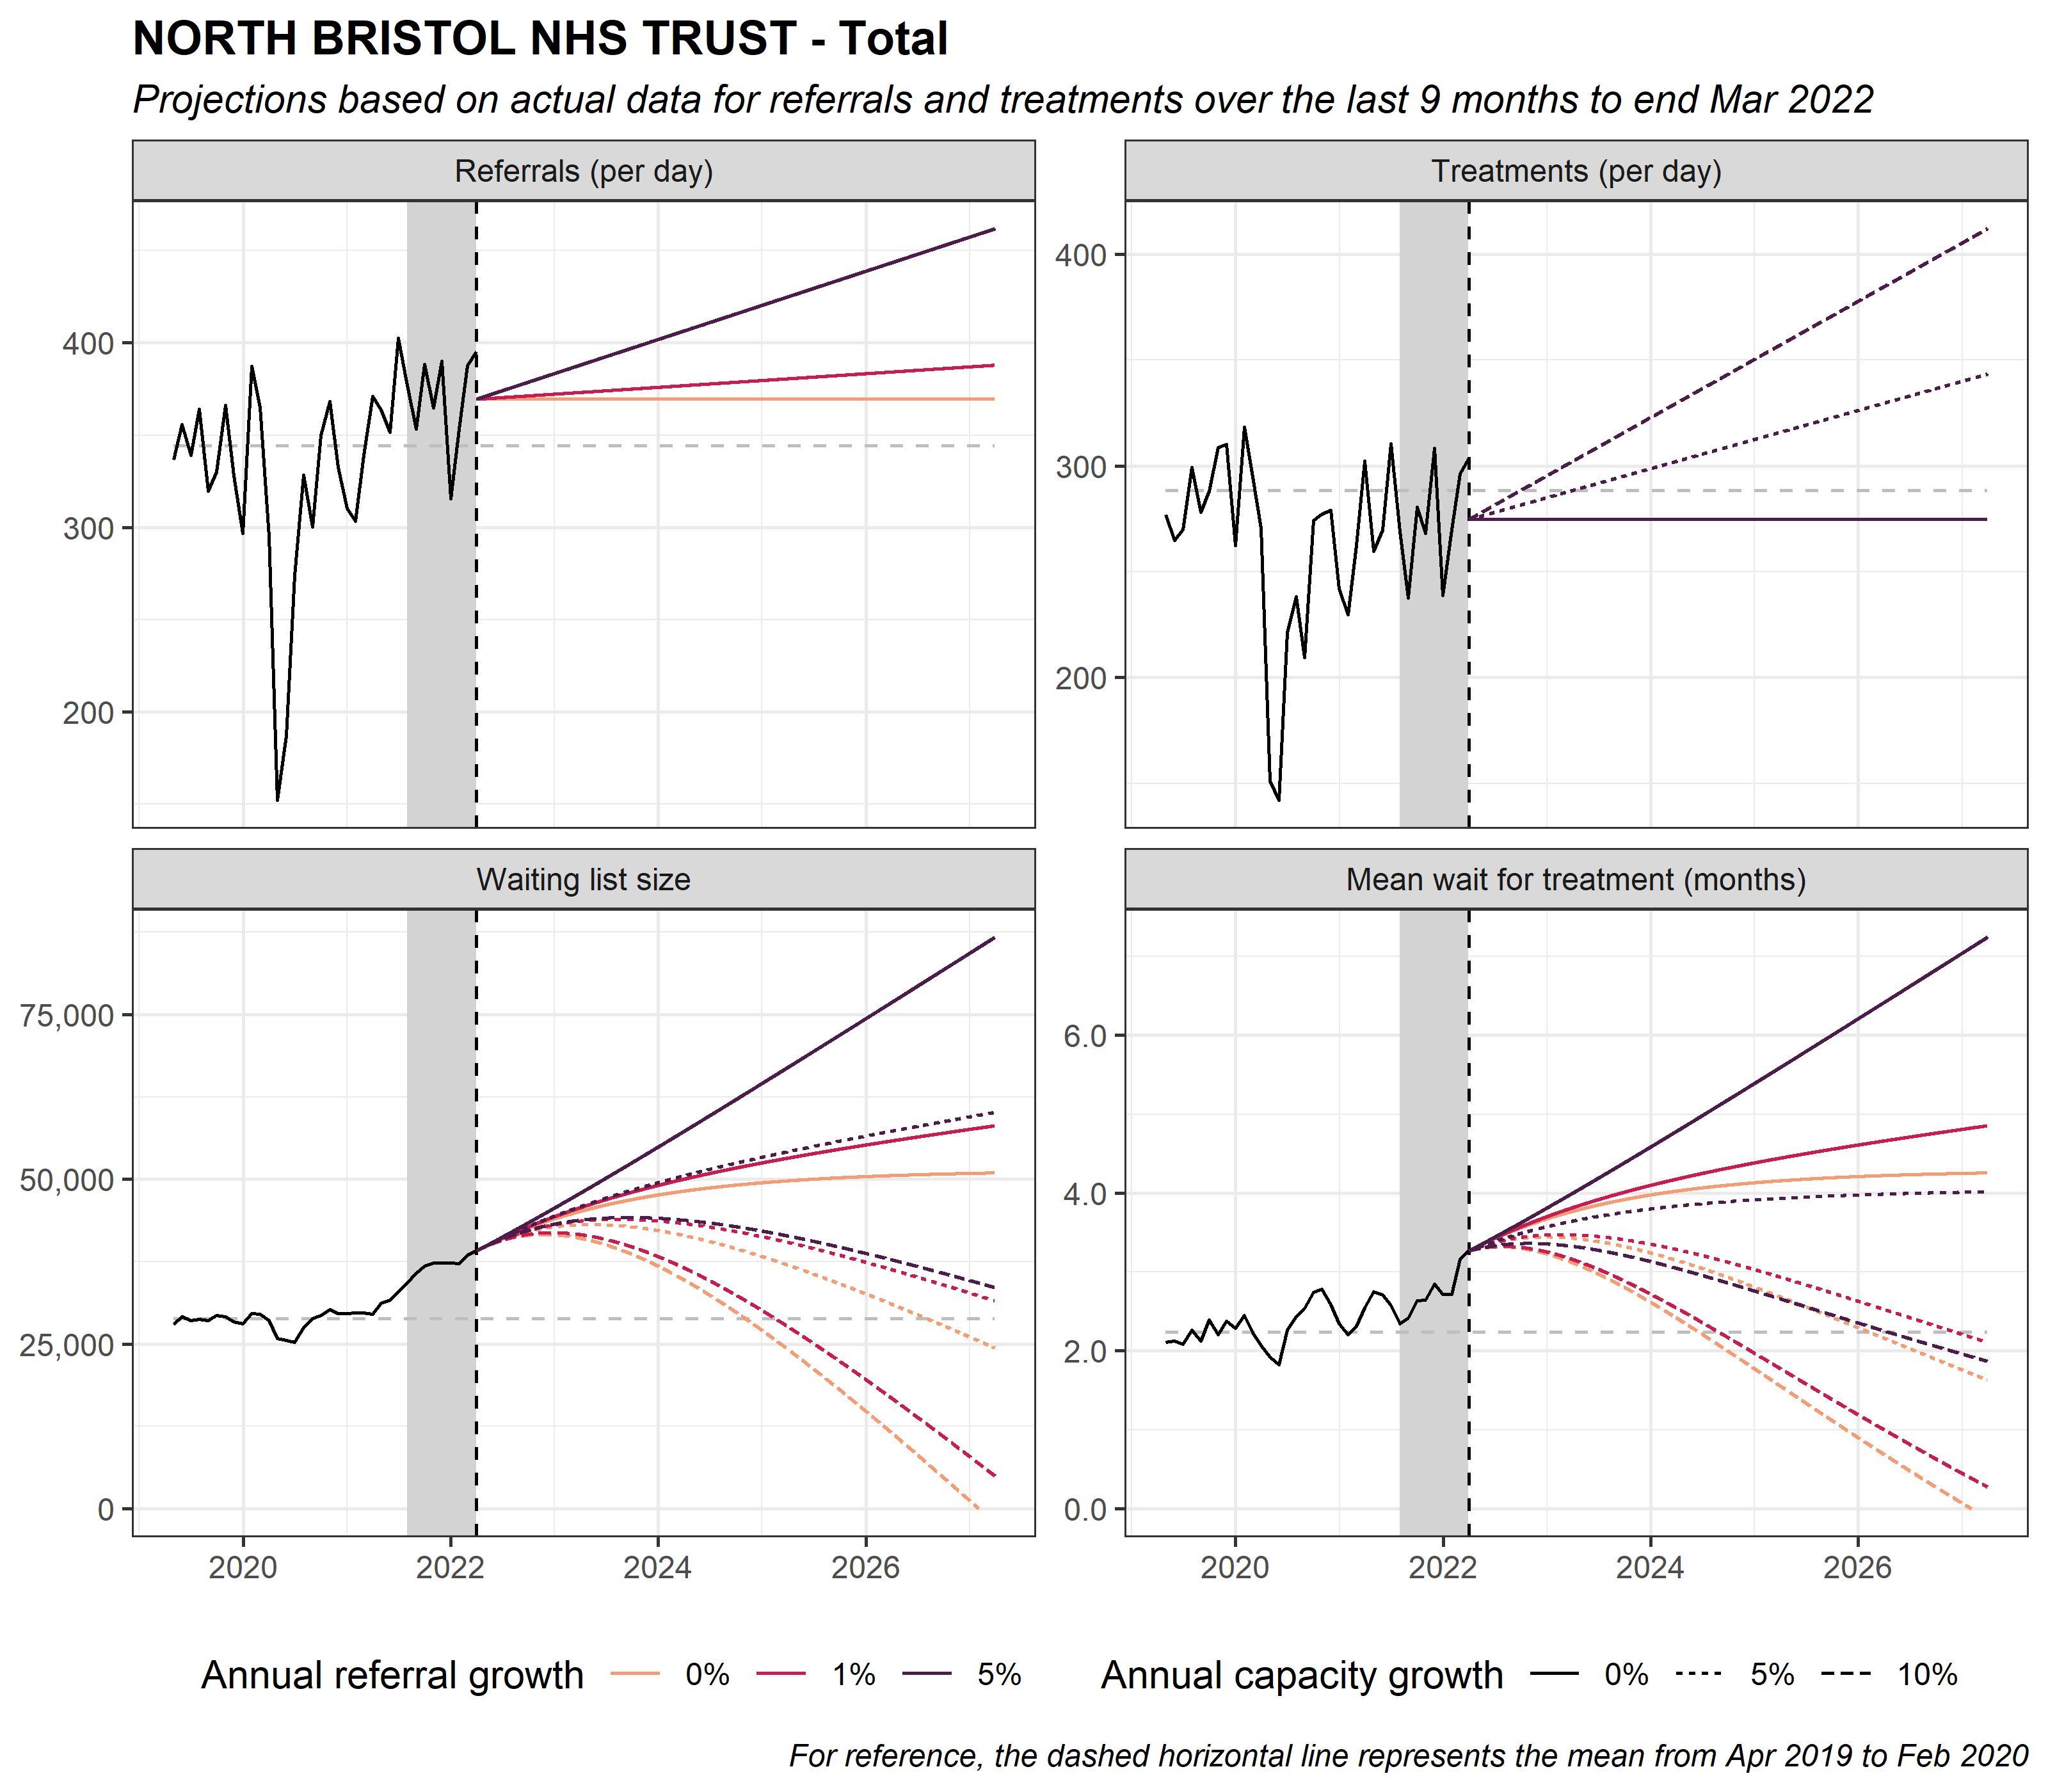 NORTH BRISTOL NHS TRUST - Total
Projections based on actual data for referrals and treatments over the last 9 months to end Mar 2022
Referrals (per day)
400
300
200
Treatments (per day)
400
300
200
Waiting list size
75,000
50,000
25,000
0
2020 2022 2024 2026
Mean wait for treatment (months)
6.0
4.0
2.0
0.0
2020 2022 2024 2026
Annual referral growth 0% 1% 5%
Annual capacity growth 0% 5% 10%
For reference, the dashed horizontal line represents the mean from Apr 2019 to Feb 2020